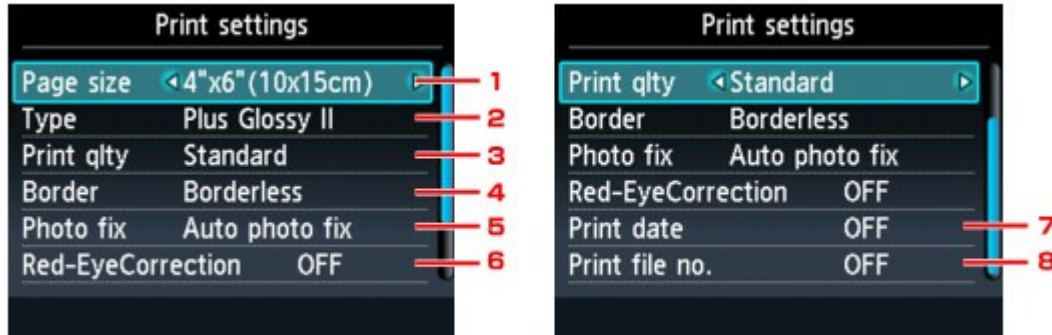 Print settings
Page size 4"x6"(10x15cm) 1
Type Plus Glossy II 2
Print qlty Standard 3
Border Borderless 4
Photo fix Auto photo fix 5
Red-EyeCorrection OFF 6
Print settings
Print qlty Standard
Border Borderless
Photo fix Auto photo fix
Red-EyeCorrection OFF
Print date OFF 7
Print file no. OFF 8